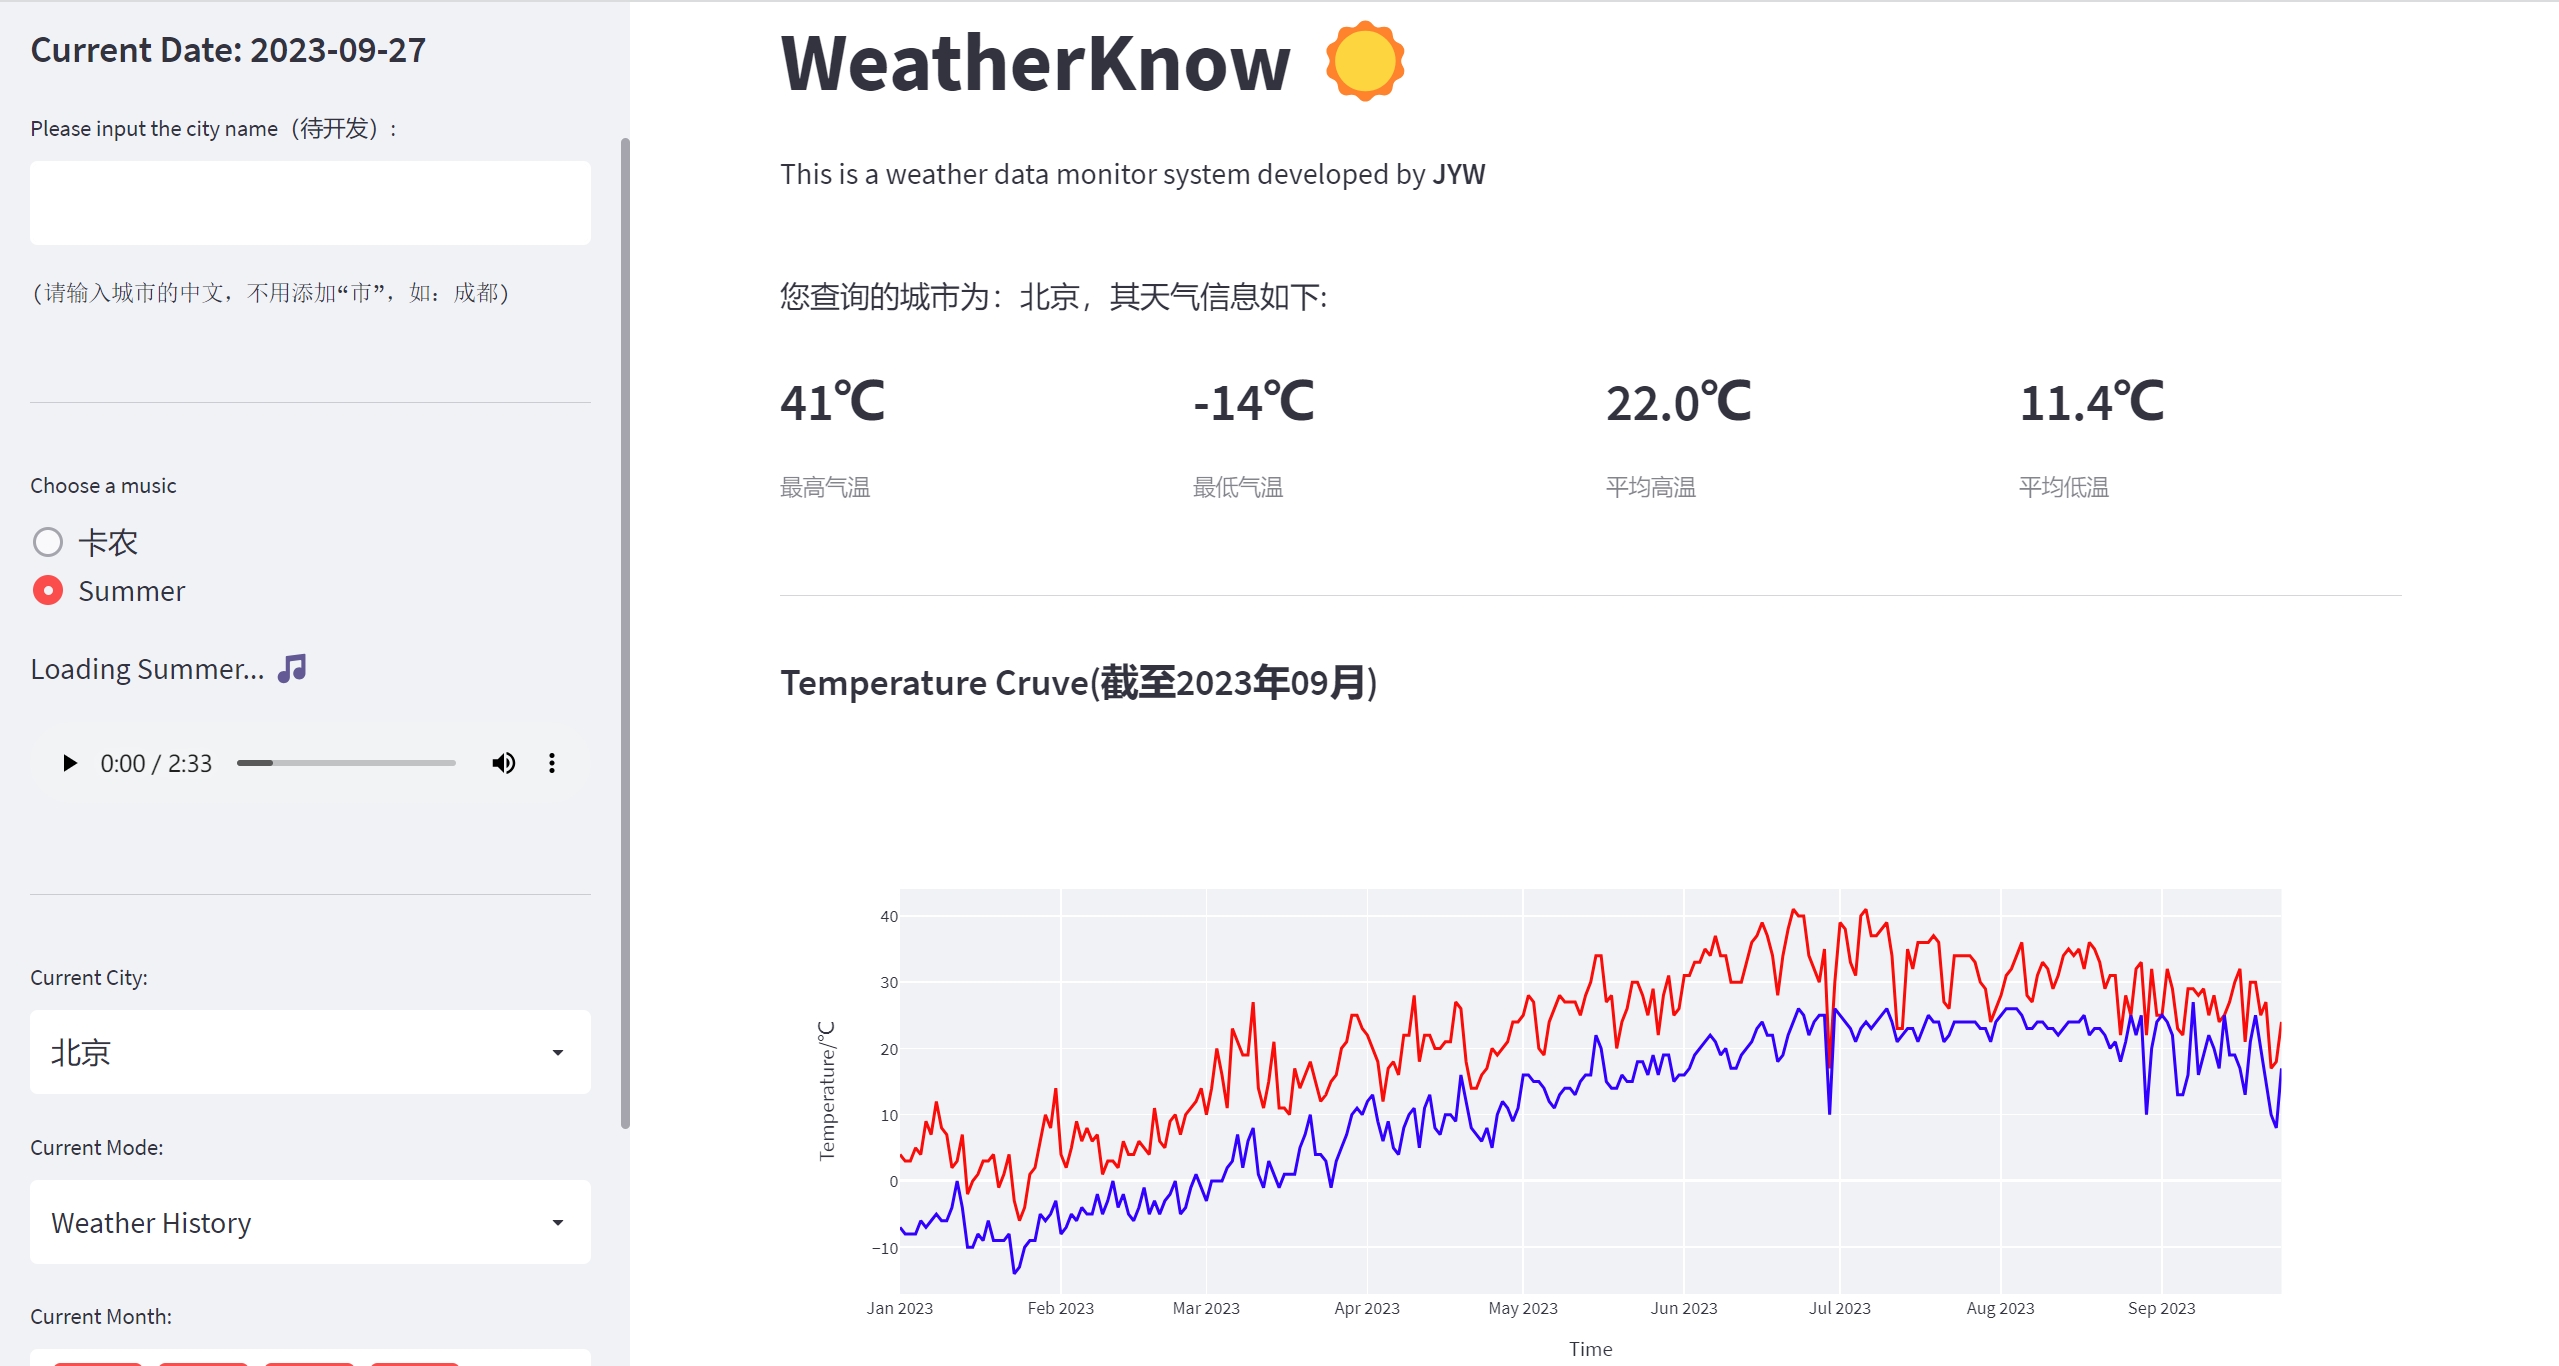 Current Date: 2023-09-27
Please input the city name（待开发）:
(请输入城市的中文，不用添加“市”，如：成都)
Choose a music
卡农
Summer
Loading Summer... 🎵
0:00 / 2:33
Current City:
北京
Current Mode:
Weather History
Current Month:
WeatherKnow
This is a weather data monitor system developed by JYW
您查询的城市为：北京，其天气信息如下:
41℃ -14℃ 22.0℃ 11.4℃
最高气温 最低气温 平均高温 平均低温
Temperature Cruve(截至2023年09月)
Temperature/℃
40
30
20
10
0
−10
Jan 2023 Feb 2023 Mar 2023 Apr 2023 May 2023 Jun 2023 Jul 2023 Aug 2023 Sep 2023
Time